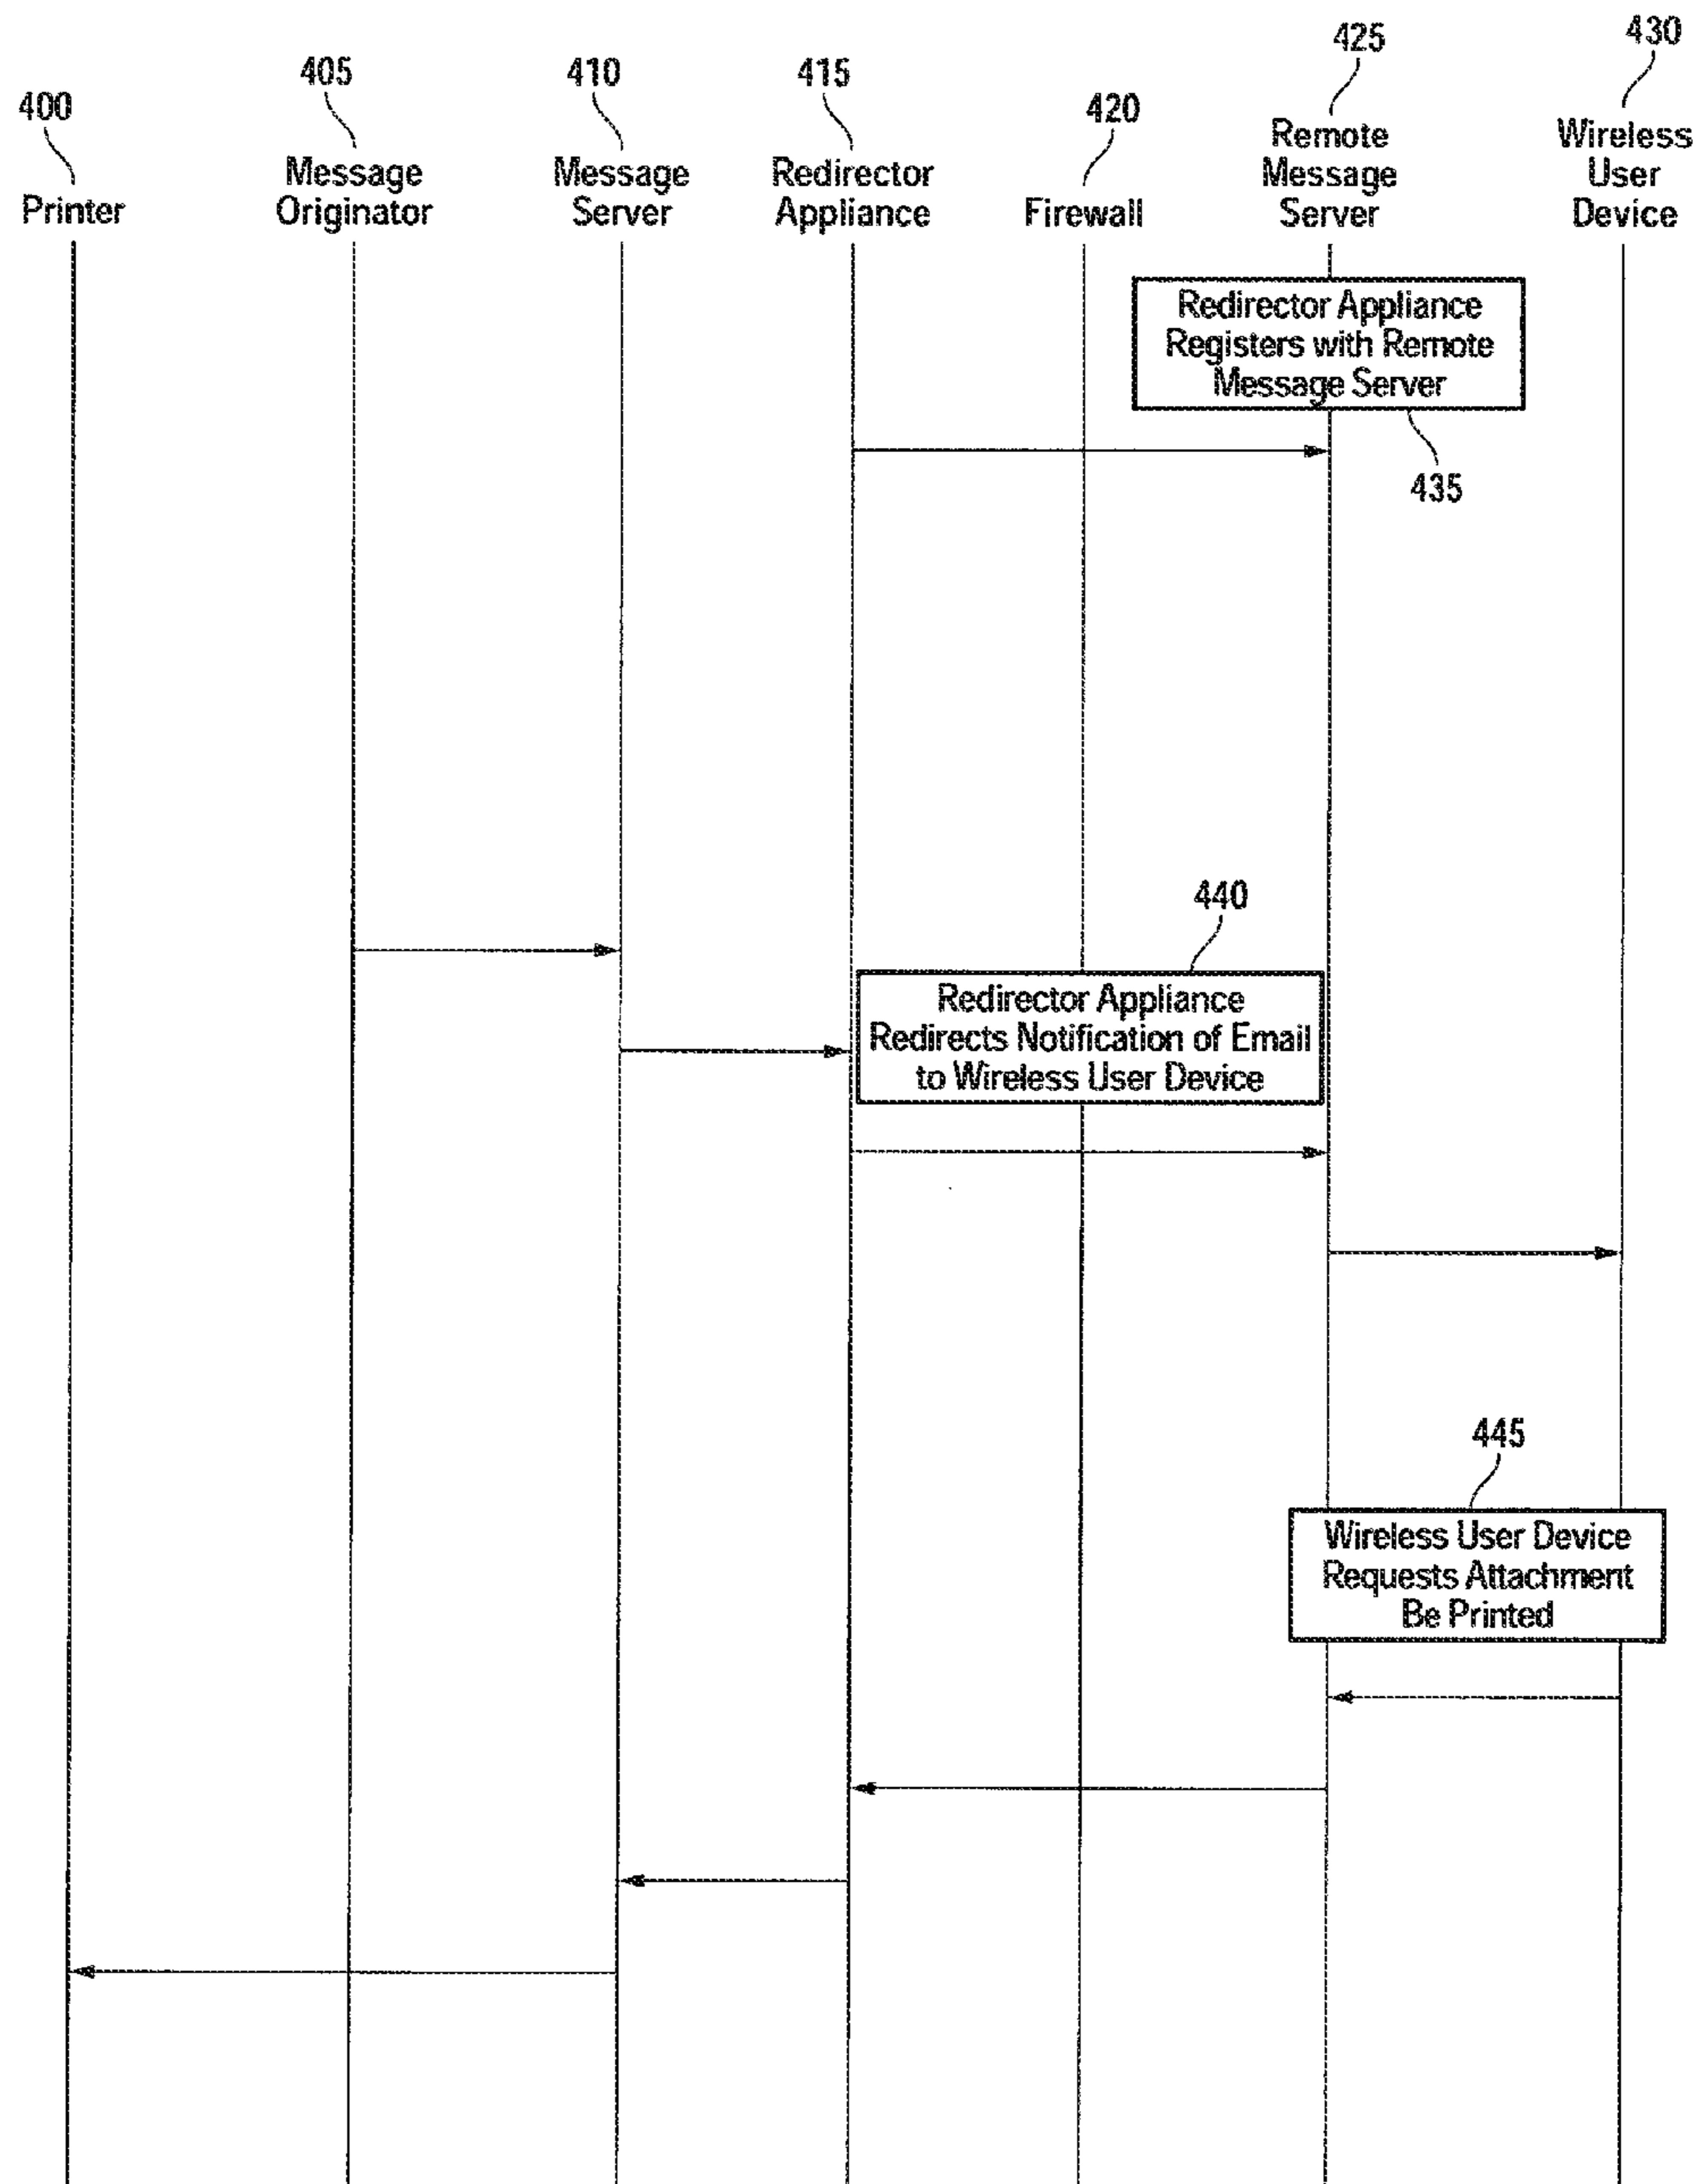 400
Printer
405
Message
Originator
410
Message
Server
415
Redirector
Appliance
420
Firewall
425
Remote
Message
Server
430
Wireless
User
Device
Redirector Appliance
Registers with Remote
Message Server
435
440
Redirector Appliance
Redirects Notification of Email
to Wireless User Device
445
Wireless User Device
Requests Attachment
Be Printed